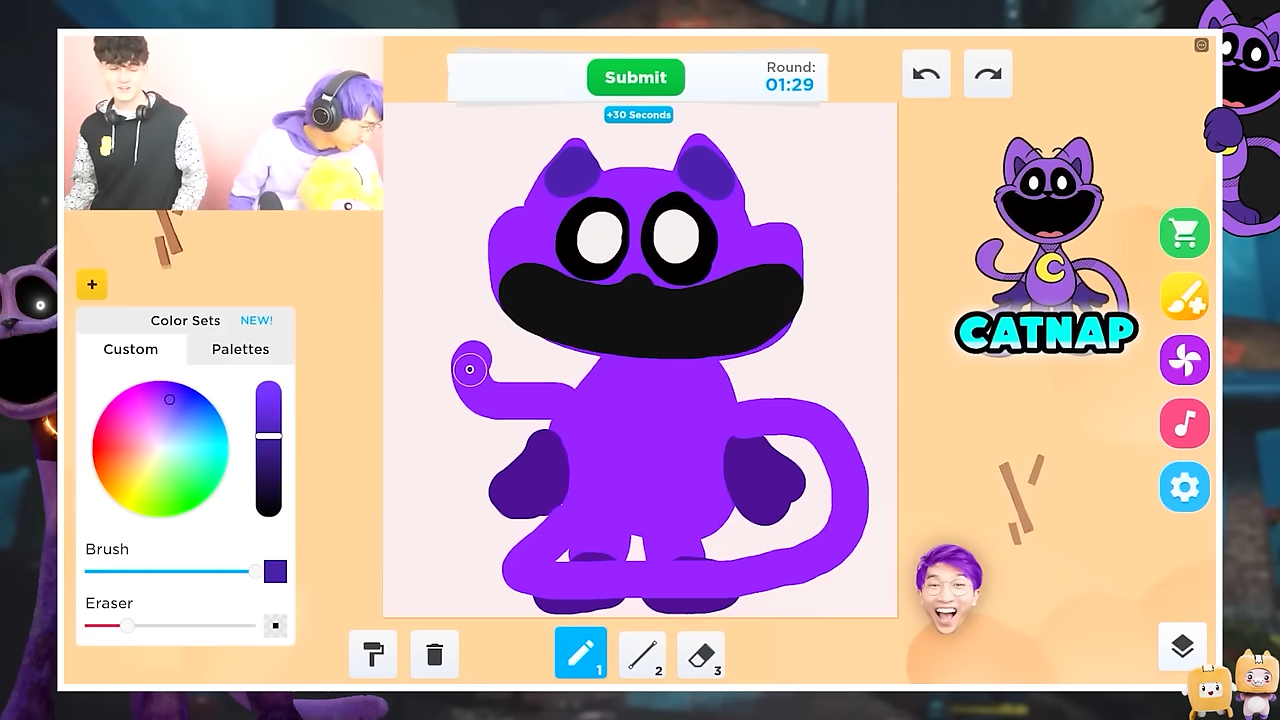 Submit
Round:
01:29
+30 Seconds
+
Color Sets
NEW!
Custom
Palettes
CATNAP
Brush
Eraser
1
2
3